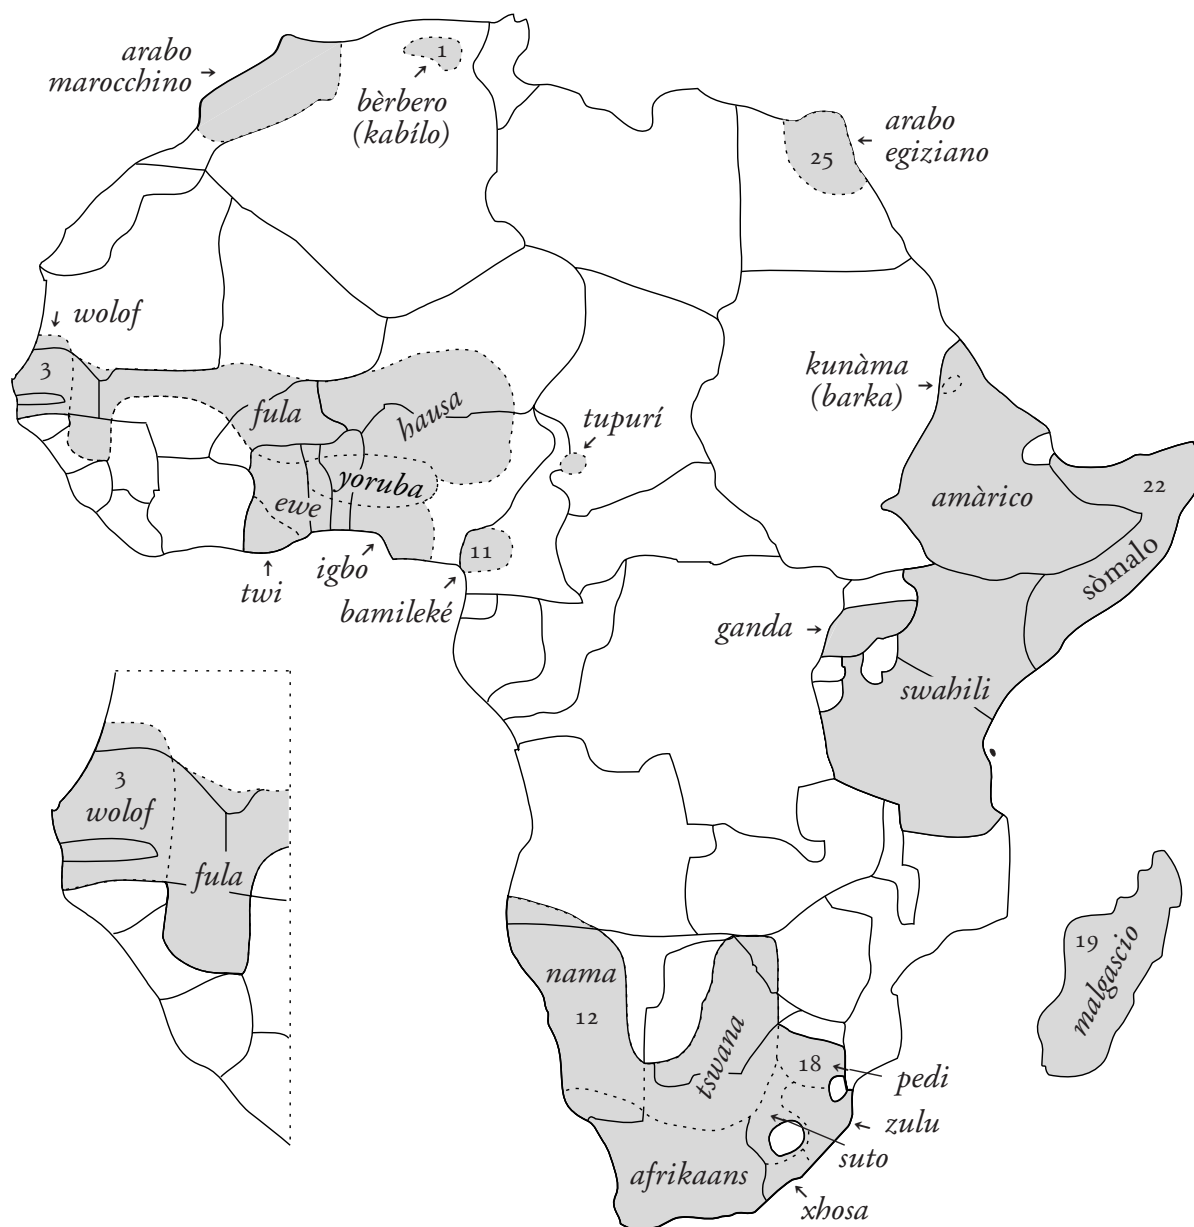 arabo
marocchino
1
bèrbero
(kabílo)
arabo
egiziano
25
wolof
3
kunàma
(barka)
fula
hausa
tupurí
22
amàrico
yoruba
ewe
11
sòmalo
igbo
twi
bamileké
ganda
swahili
3
wolof
fula
19
malgascio
nama
12
tswana
18
pedi
zulu
suto
afrikaans
xhosa